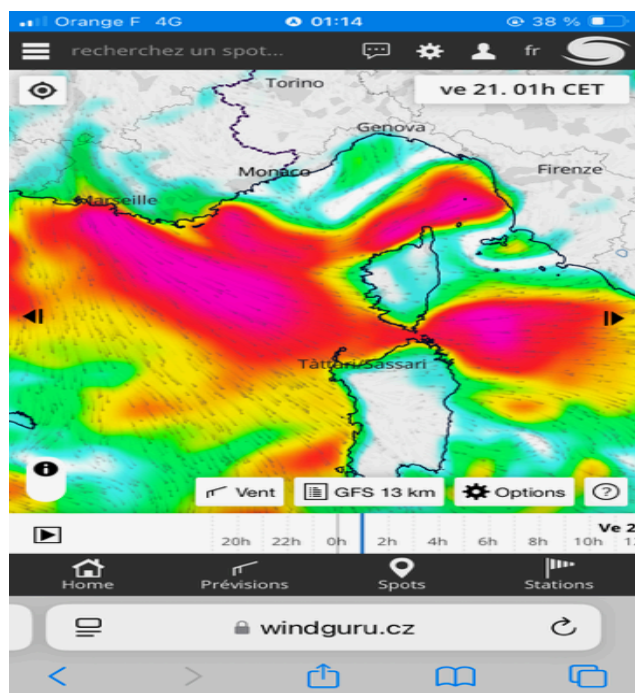 Orange F 4G 01:14 38 %
recherchez un spot... fr
Torino
ve 21. 01h CET
Genova
Monaco
Firenze
Marseille
Tàttari/Sassari
Vent GFS 13 km Options ?
Ve 2
20h 22h 0h 2h 4h 6h 8h 10h
Home Prévisions Spots Stations
windguru.cz